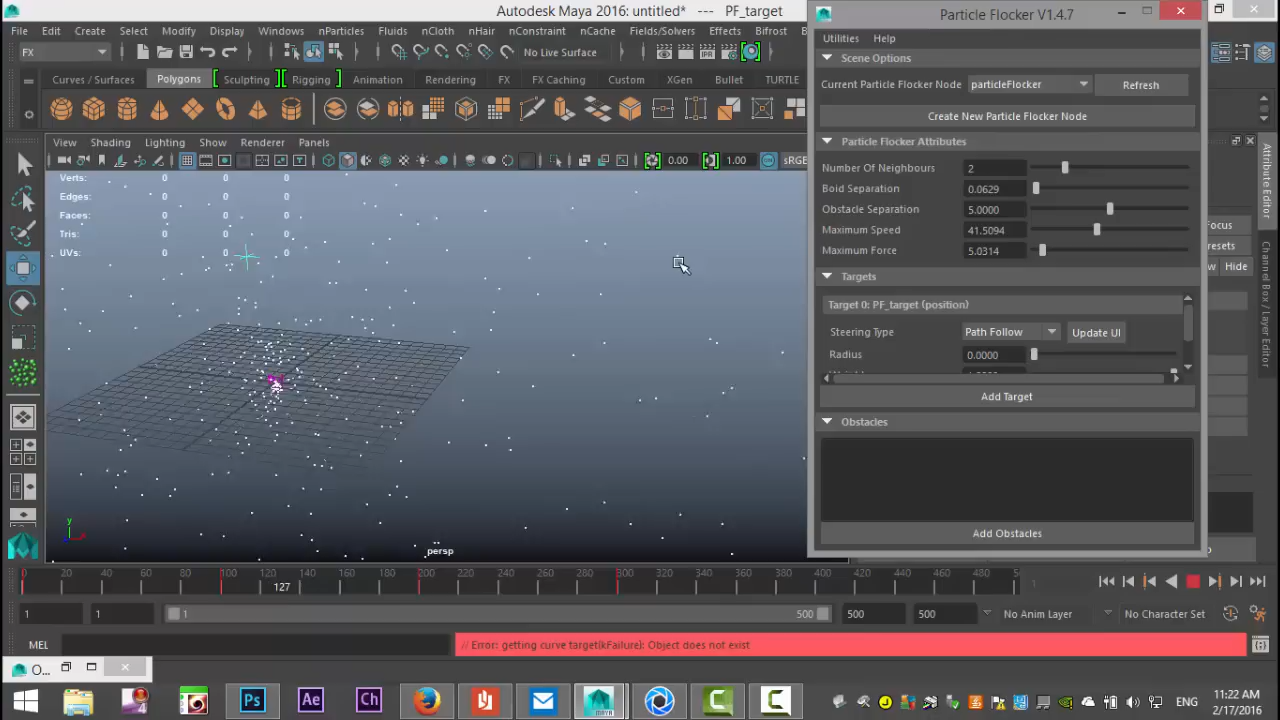 Autodesk Maya 2016: untitled* --- PF_target
Particle Flocker V1.4.7
File Edit Create Select Modify Display Windows nParticles Fluids nCloth nHair nConstraint nCache Fields/Solvers Effects Bifrost
Utilities Help
FX
No Live Surface
Scene Options
Curves / Surfaces Polygons Sculpting Rigging Animation Rendering FX FX Caching Custom XGen Bullet TURTLE
Current Particle Flocker Node particleFlocker Refresh
Create New Particle Flocker Node
View Shading Lighting Show Renderer Panels
Particle Flocker Attributes
0.00 1.00 sRGB
Number Of Neighbours 2
Verts: 0 0 0
Boid Separation 0.0629
Edges: 0 0 0
Obstacle Separation 5.0000
Faces: 0 0 0
Maximum Speed 41.5094
Tris: 0 0 0
Maximum Force 5.0314
UVs: 0 0 0
Focus
Hide
Attribute Editor
Channel Box / Layer Editor
Targets
Target 0: PF_target (position)
Steering Type Path Follow Update UI
Radius 0.0000
Add Target
Obstacles
Add Obstacles
y
persp
0 20 40 60 80 100 120 140 160 180 200 220 240 260 280 300 320 340 360 380 400 420 440 460 480 5
127
1
1 1 1 500 500 500 No Anim Layer No Character Set
MEL // Error: getting curve target(kFailure): Object does not exist
O...
Ps Ae Ch MAYA ENG
11:22 AM
2/17/2016